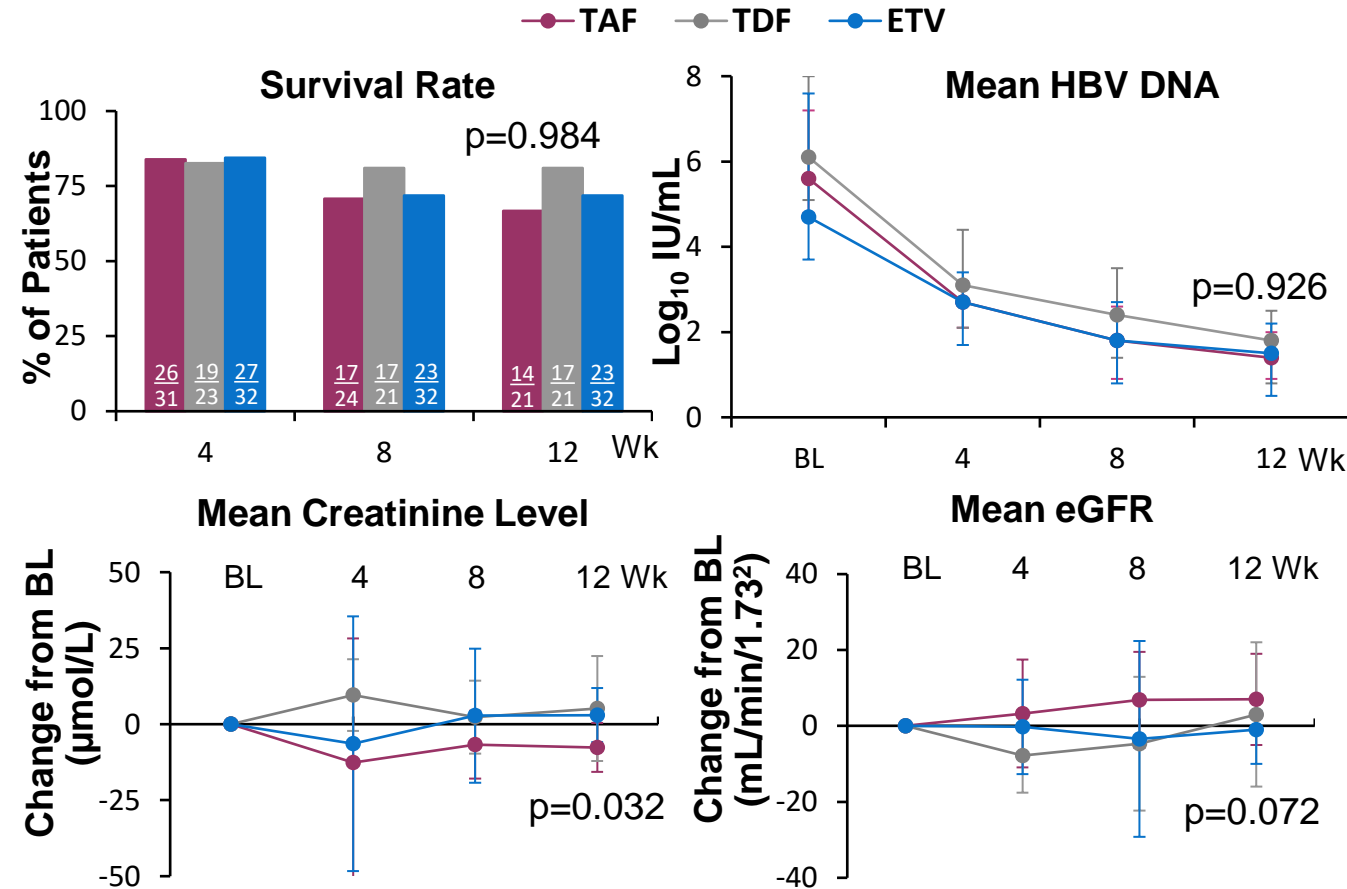 TAF TDF ETV
Survival Rate
% of Patients
100
75
50
25
0
p=0.984
26/31 19/23 27/32
17/24 17/21 23/32
14/21 17/21 23/32
4 8 12 Wk
Mean HBV DNA
Log₁₀ IU/mL
8
6
4
2
0
p=0.926
BL 4 8 12 Wk
Mean Creatinine Level
Change from BL
(µmol/L)
50
25
0
-25
-50
BL 4 8 12 Wk
p=0.032
Mean eGFR
Change from BL
(mL/min/1.73²)
40
20
0
-20
-40
BL 4 8 12 Wk
p=0.072